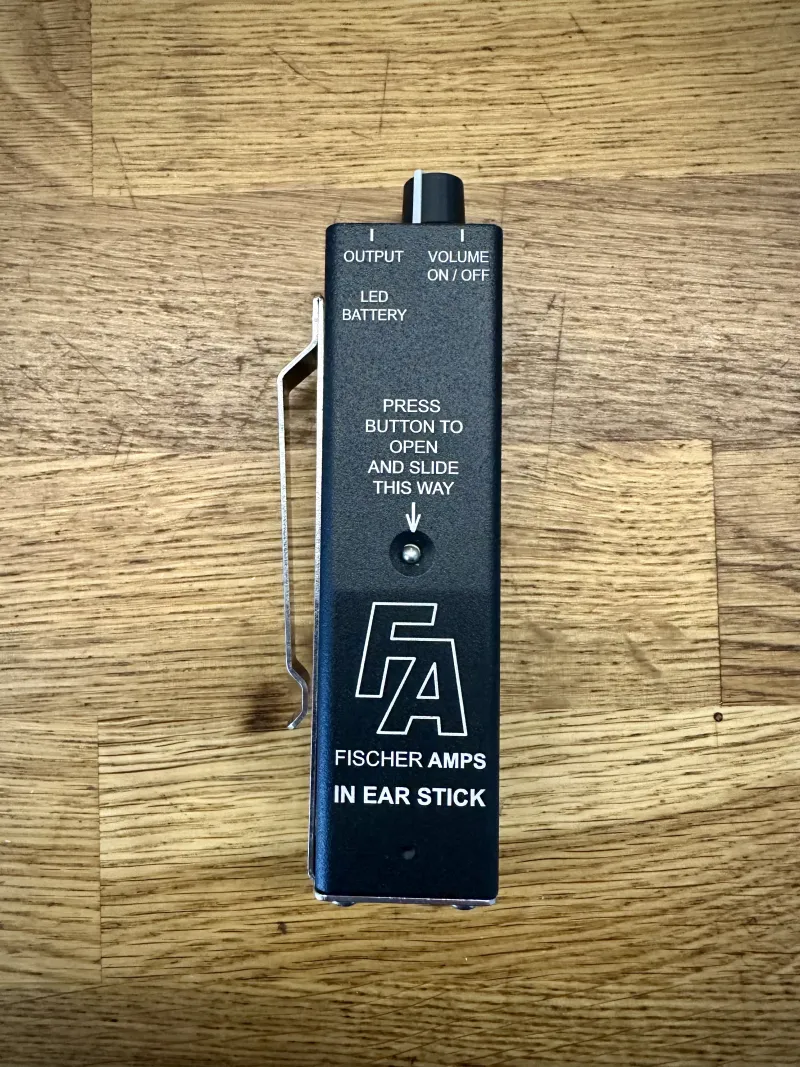 OUTPUT
VOLUME
ON / OFF
LED
BATTERY
PRESS
BUTTON TO
OPEN
AND SLIDE
THIS WAY
FA
FISCHER AMPS
IN EAR STICK